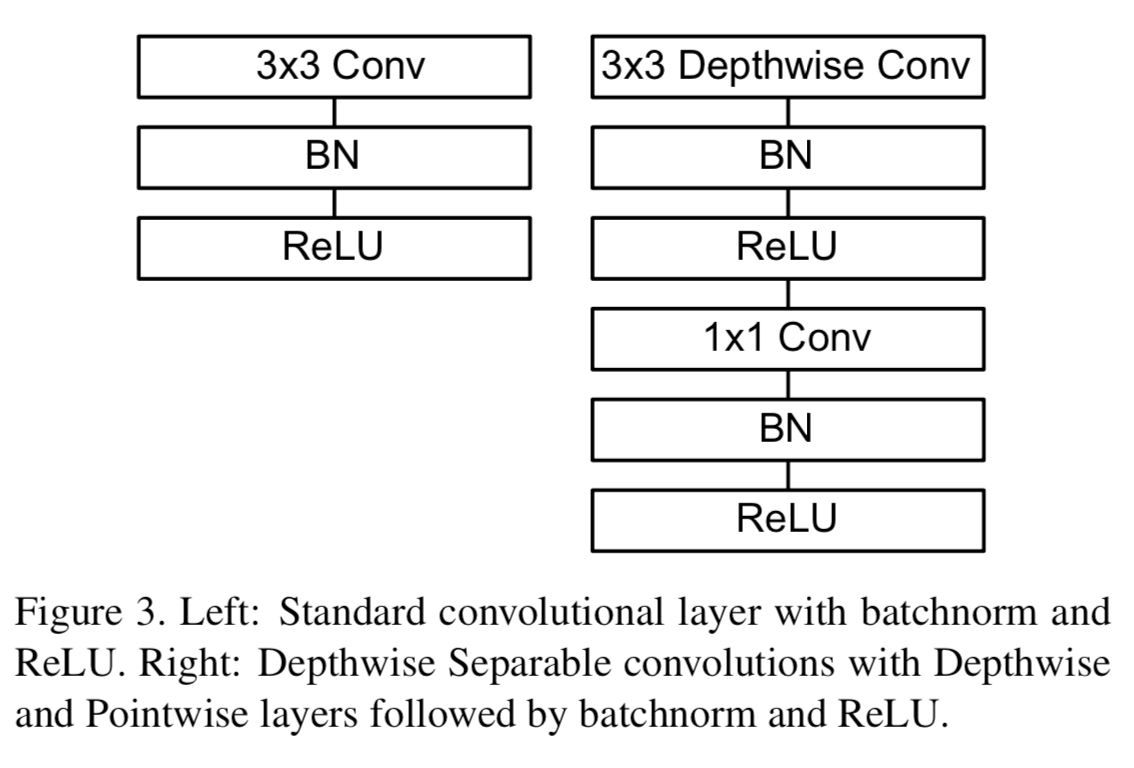 3x3 Conv
BN
ReLU
3x3 Depthwise Conv
BN
ReLU
1x1 Conv
BN
ReLU
Figure 3. Left: Standard convolutional layer with batchnorm and
ReLU. Right: Depthwise Separable convolutions with Depthwise
and Pointwise layers followed by batchnorm and ReLU.